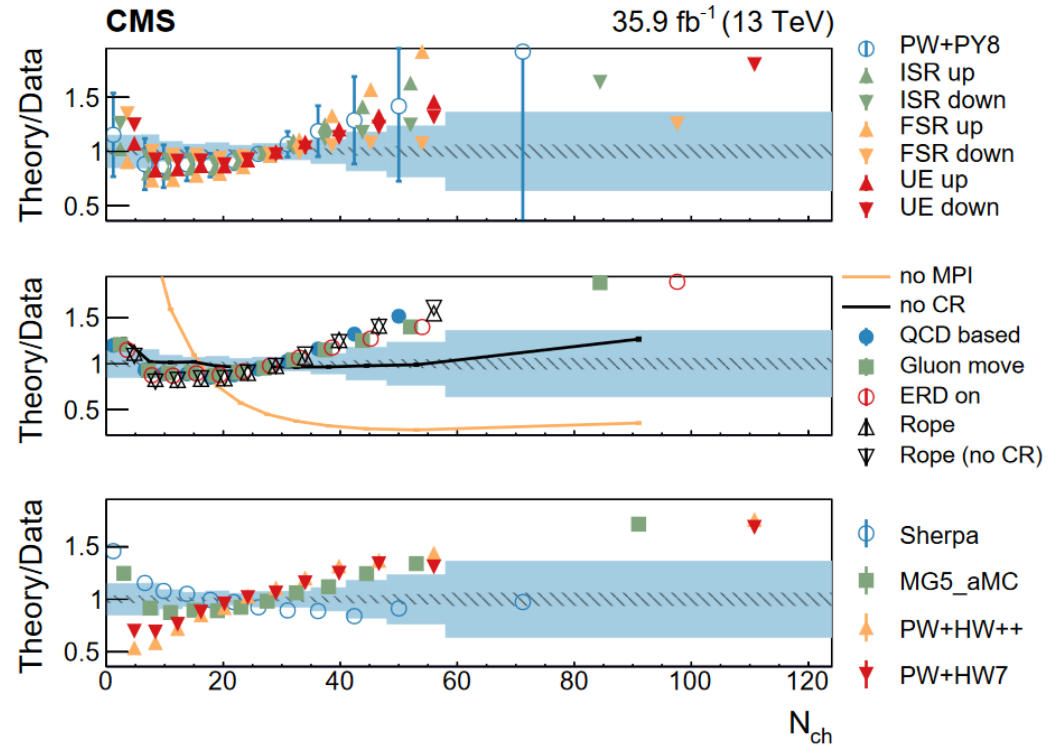 CMS 35.9 fb⁻¹ (13 TeV)
Theory/Data
1.5
1
0.5
PW+PY8
ISR up
ISR down
FSR up
FSR down
UE up
UE down
Theory/Data
1.5
1
0.5
no MPI
no CR
QCD based
Gluon move
ERD on
Rope
Rope (no CR)
Theory/Data
1.5
1
0.5
Sherpa
MG5_aMC
PW+HW++
PW+HW7
0 20 40 60 80 100 120
N_ch